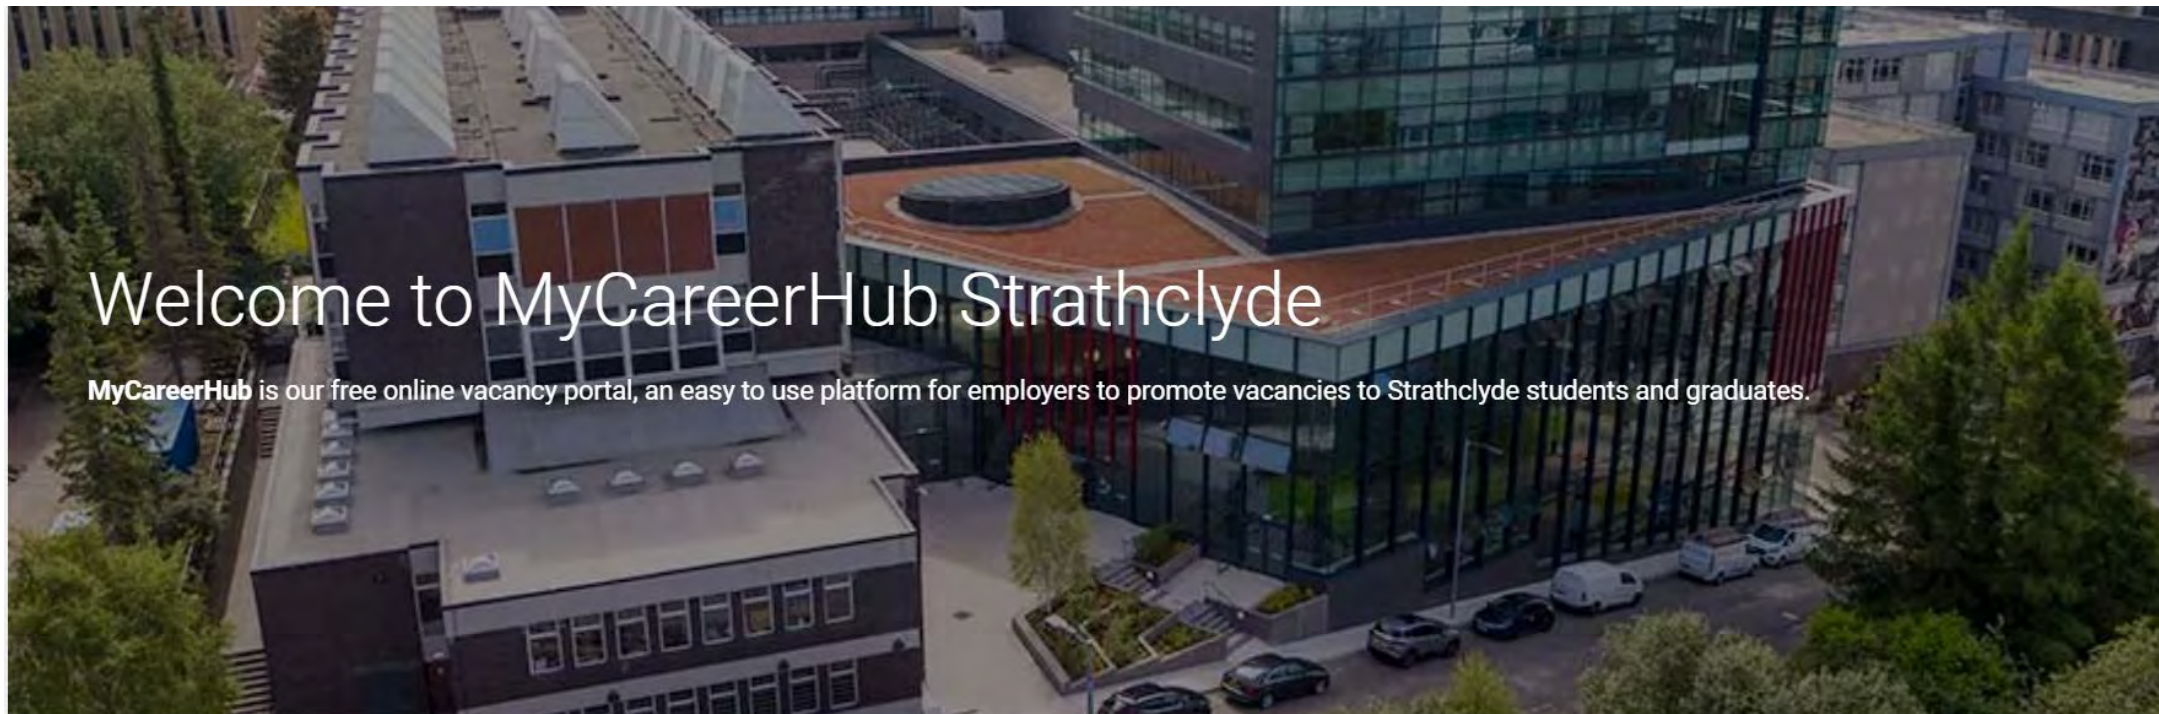 Welcome to MyCareerHub Strathclyde
MyCareerHub is our free online vacancy portal, an easy to use platform for employers to promote vacancies to Strathclyde students and graduates.